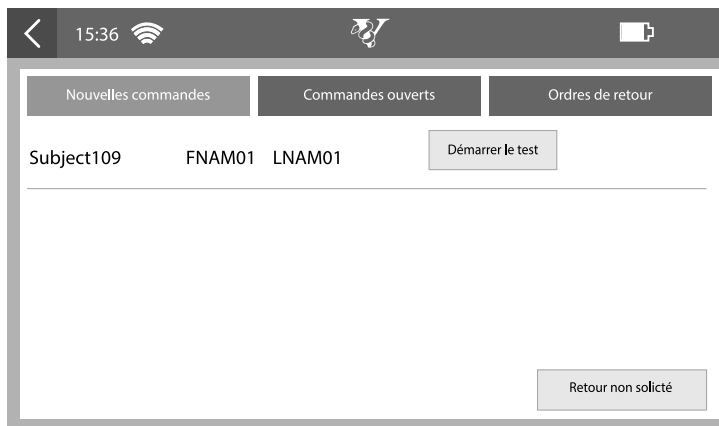 15:36
Nouvelles commandes Commandes ouverts Ordres de retour
Subject109 FNAM01 LNAM01 Démarrer le test
Retour non solicté